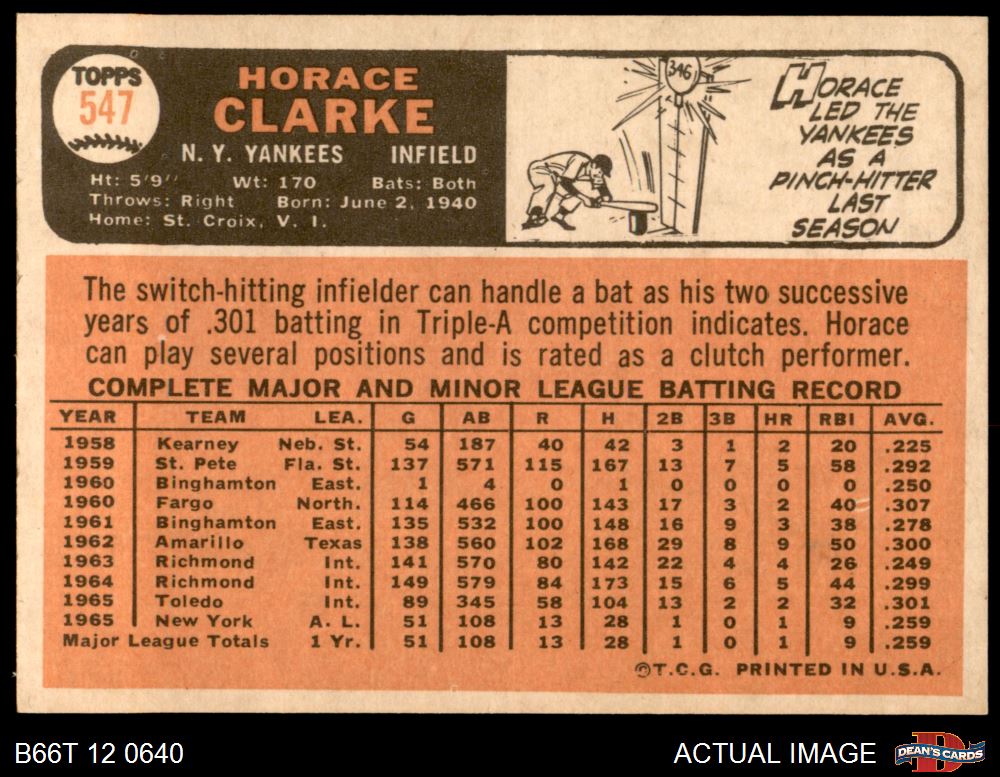 TOPPS
547
HORACE
CLARKE
N. Y. YANKEES INFIELD
Ht: 5'9" Wt: 170 Bats: Both
Throws: Right Born: June 2, 1940
Home: St. Croix, V. I.
346
HORACE
LED THE
YANKEES
AS A
PINCH-HITTER
LAST
SEASON
The switch-hitting infielder can handle a bat as his two successive
years of .301 batting in Triple-A competition indicates. Horace
can play several positions and is rated as a clutch performer.
COMPLETE MAJOR AND MINOR LEAGUE BATTING RECORD
YEAR TEAM LEA. G AB R H 2B 3B HR RBI AVG.
1958 Kearney Neb. St. 54 187 40 42 3 1 2 20 .225
1959 St. Pete Fla. St. 137 571 115 167 13 7 5 58 .292
1960 Binghamton East. 1 4 0 1 0 0 0 0 .250
1960 Fargo North. 114 466 100 143 17 3 2 40 .307
1961 Binghamton East. 135 532 100 148 16 9 3 38 .278
1962 Amarillo Texas 138 560 102 168 29 8 9 50 .300
1963 Richmond Int. 141 570 80 142 22 4 4 26 .249
1964 Richmond Int. 149 579 84 173 15 6 5 44 .299
1965 Toledo Int. 89 345 58 104 13 2 2 32 .301
1965 New York A. L. 51 108 13 28 1 0 1 9 .259
Major League Totals 1 Yr. 51 108 13 28 1 0 1 9 .259
©T.C.G. PRINTED IN U.S.A.
B66T 12 0640 ACTUAL IMAGE
D
DEAN'S CARDS